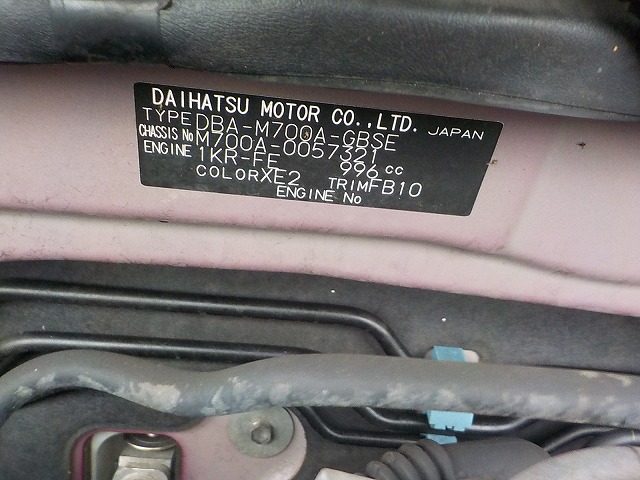 DAIHATSU MOTOR CO.,LTD. JAPAN
TYPE DBA-M700A-GBSE
CHASSIS No M700A-0057321
ENGINE 1KR-FE 996 cc
COLOR XE2 TRIM FB10
ENGINE No